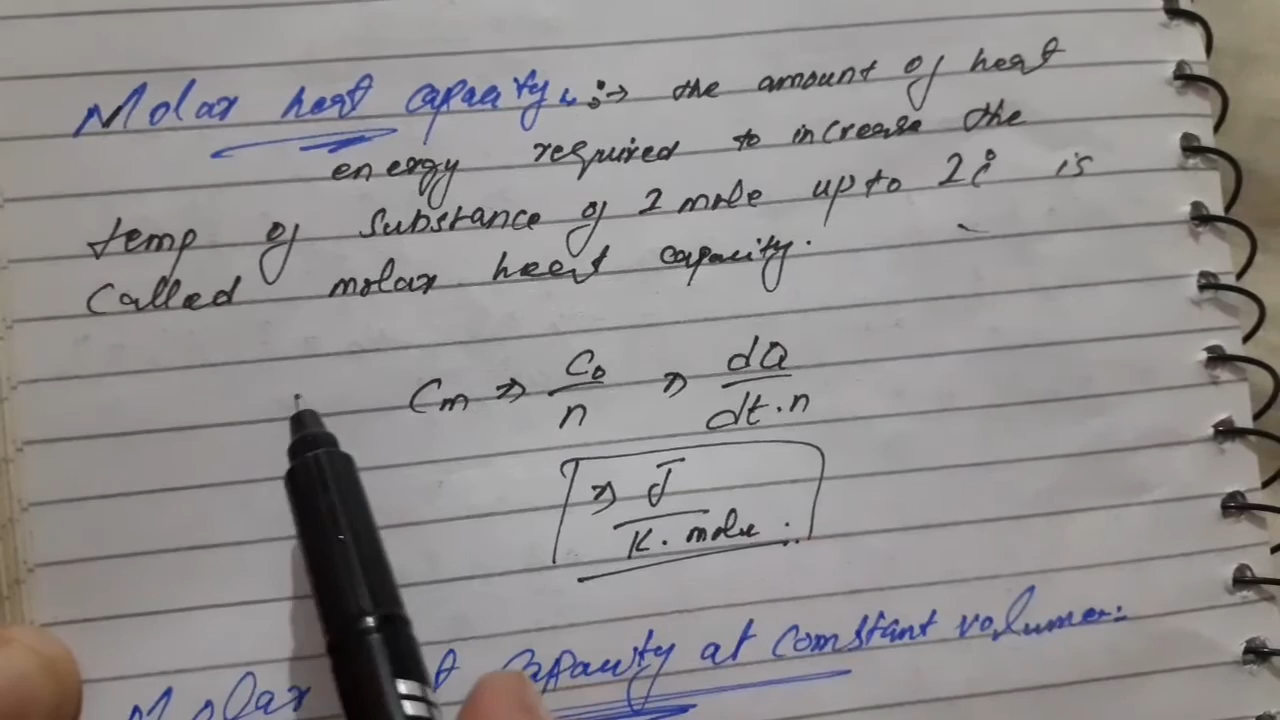 Molar heat capacity :→ the amount of heat
energy required to increase the
temp of substance of 1 mole up to 1°C is
Called molar heat capacity.
Cm ⇒ C₀/n ⇒ dQ/dt.n
⇒ J/K. mole
Molar capacity at constant volume: